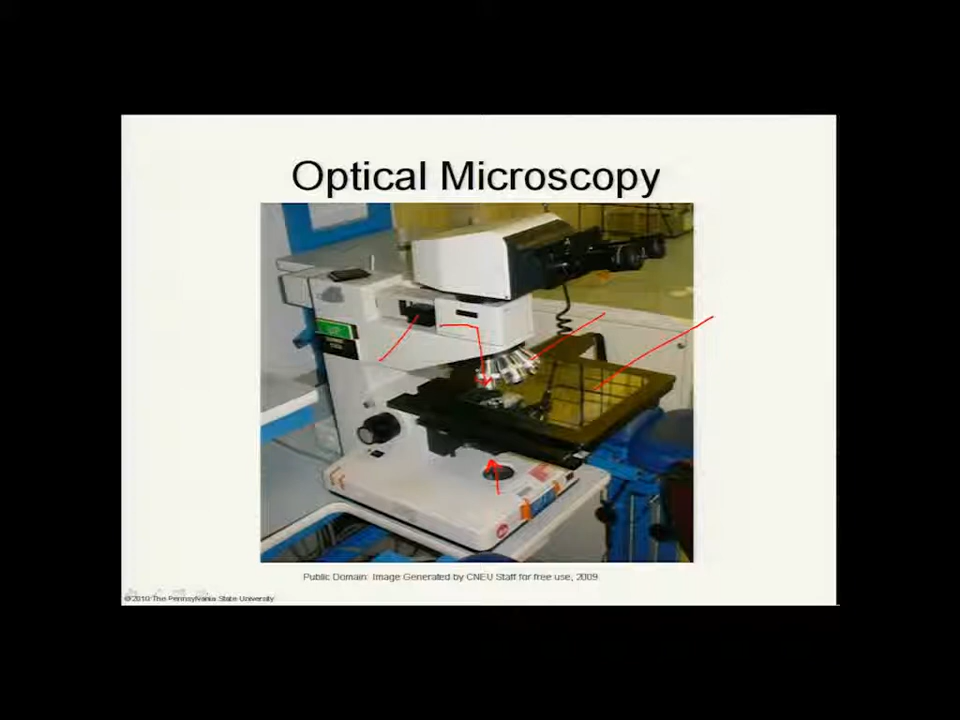 Optical Microscopy
Public Domain: Image Generated by CNEU Staff for free use, 2009
©2010 The Pennsylvania State University